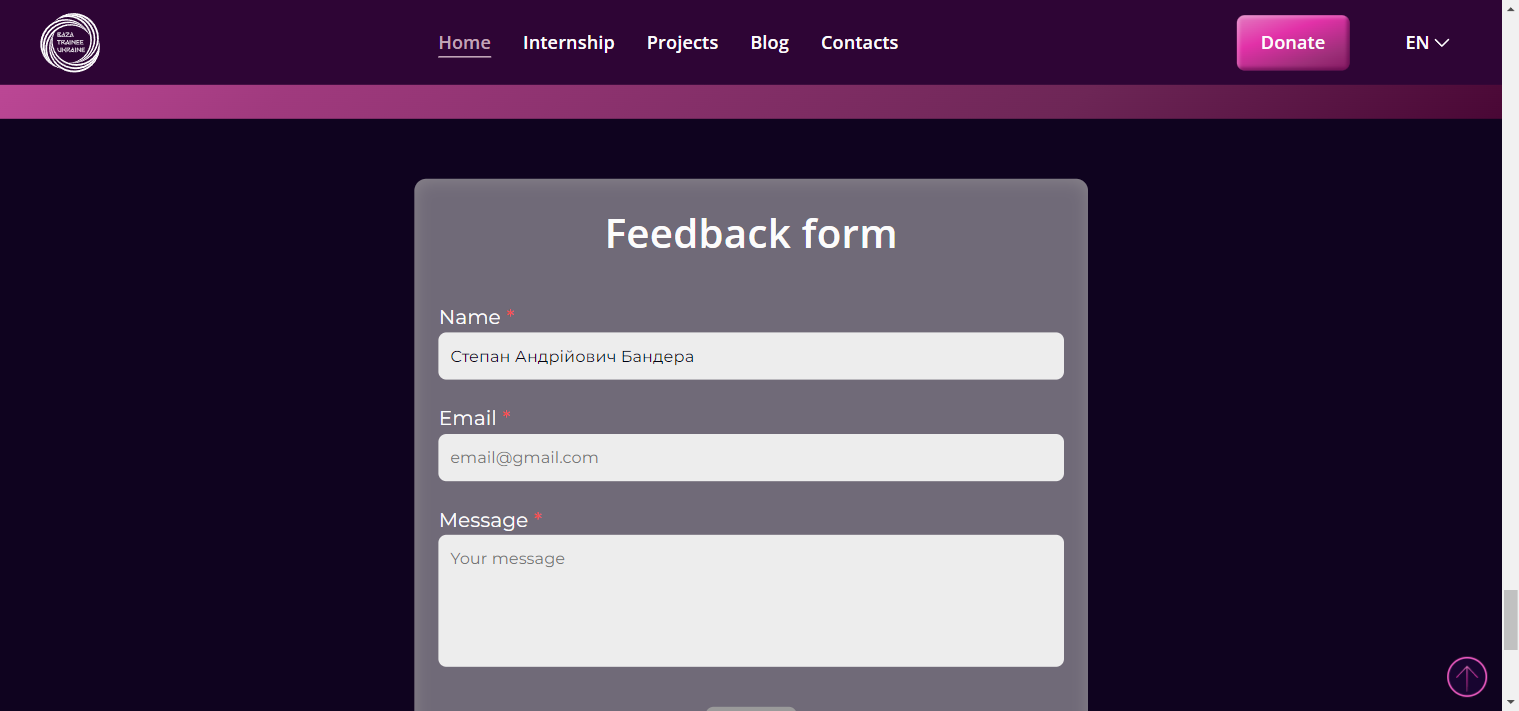 BAZA
TRAINEE
UKRAINE
Home Internship Projects Blog Contacts Donate EN
Feedback form
Name *
Степан Андрійович Бандера
Email *
email@gmail.com
Message *
Your message